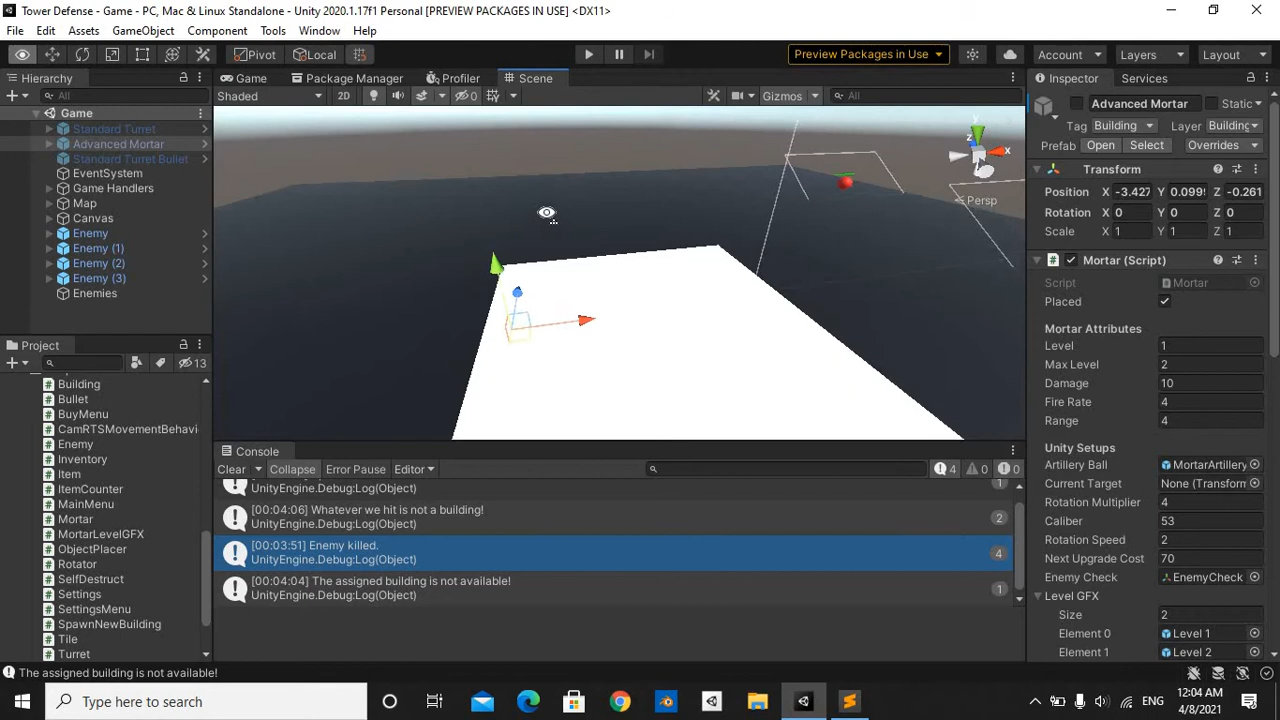 Tower Defense - Game - PC, Mac & Linux Standalone - Unity 2020.1.17f1 Personal [PREVIEW PACKAGES IN USE] <DX11>
File Edit Assets GameObject Component Tools Window Help
Pivot Local Preview Packages in Use Account Layers Layout
Hierarchy
All
Game
Standard Turret
Advanced Mortar
Standard Turret Bullet
EventSystem
Game Handlers
Map
Canvas
Enemy
Enemy (1)
Enemy (2)
Enemy (3)
Enemies
Project
13
Building
Bullet
BuyMenu
CamRTSMovementBehavi
Enemy
Inventory
Item
ItemCounter
MainMenu
Mortar
MortarLevelGFX
ObjectPlacer
Rotator
SelfDestruct
Settings
SettingsMenu
SpawnNewBuilding
Tile
Turret
Game Package Manager Profiler Scene
Shaded 2D 0 Gizmos All
y
z
x
Persp
Console
Clear Collapse Error Pause Editor 4 0 0
UnityEngine.Debug:Log(Object) 1
[00:04:06] Whatever we hit is not a building!
UnityEngine.Debug:Log(Object) 2
[00:03:51] Enemy killed.
UnityEngine.Debug:Log(Object) 4
[00:04:04] The assigned building is not available!
UnityEngine.Debug:Log(Object) 1
Inspector Services
Advanced Mortar Static
Tag Building Layer Building
Prefab Open Select Overrides
Transform
Position X -3.427 Y 0.099 Z -0.261
Rotation X 0 Y 0 Z 0
Scale X 1 Y 1 Z 1
Mortar (Script)
Script Mortar
Placed
Mortar Attributes
Level 1
Max Level 2
Damage 10
Fire Rate 4
Range 4
Unity Setups
Artillery Ball MortarArtillery
Current Target None (Transform
Rotation Multiplier 4
Caliber 53
Rotation Speed 2
Next Upgrade Cost 70
Enemy Check EnemyCheck
Level GFX
Size 2
Element 0 Level 1
Element 1 Level 2
The assigned building is not available!
Type here to search
ENG
12:04 AM
4/8/2021